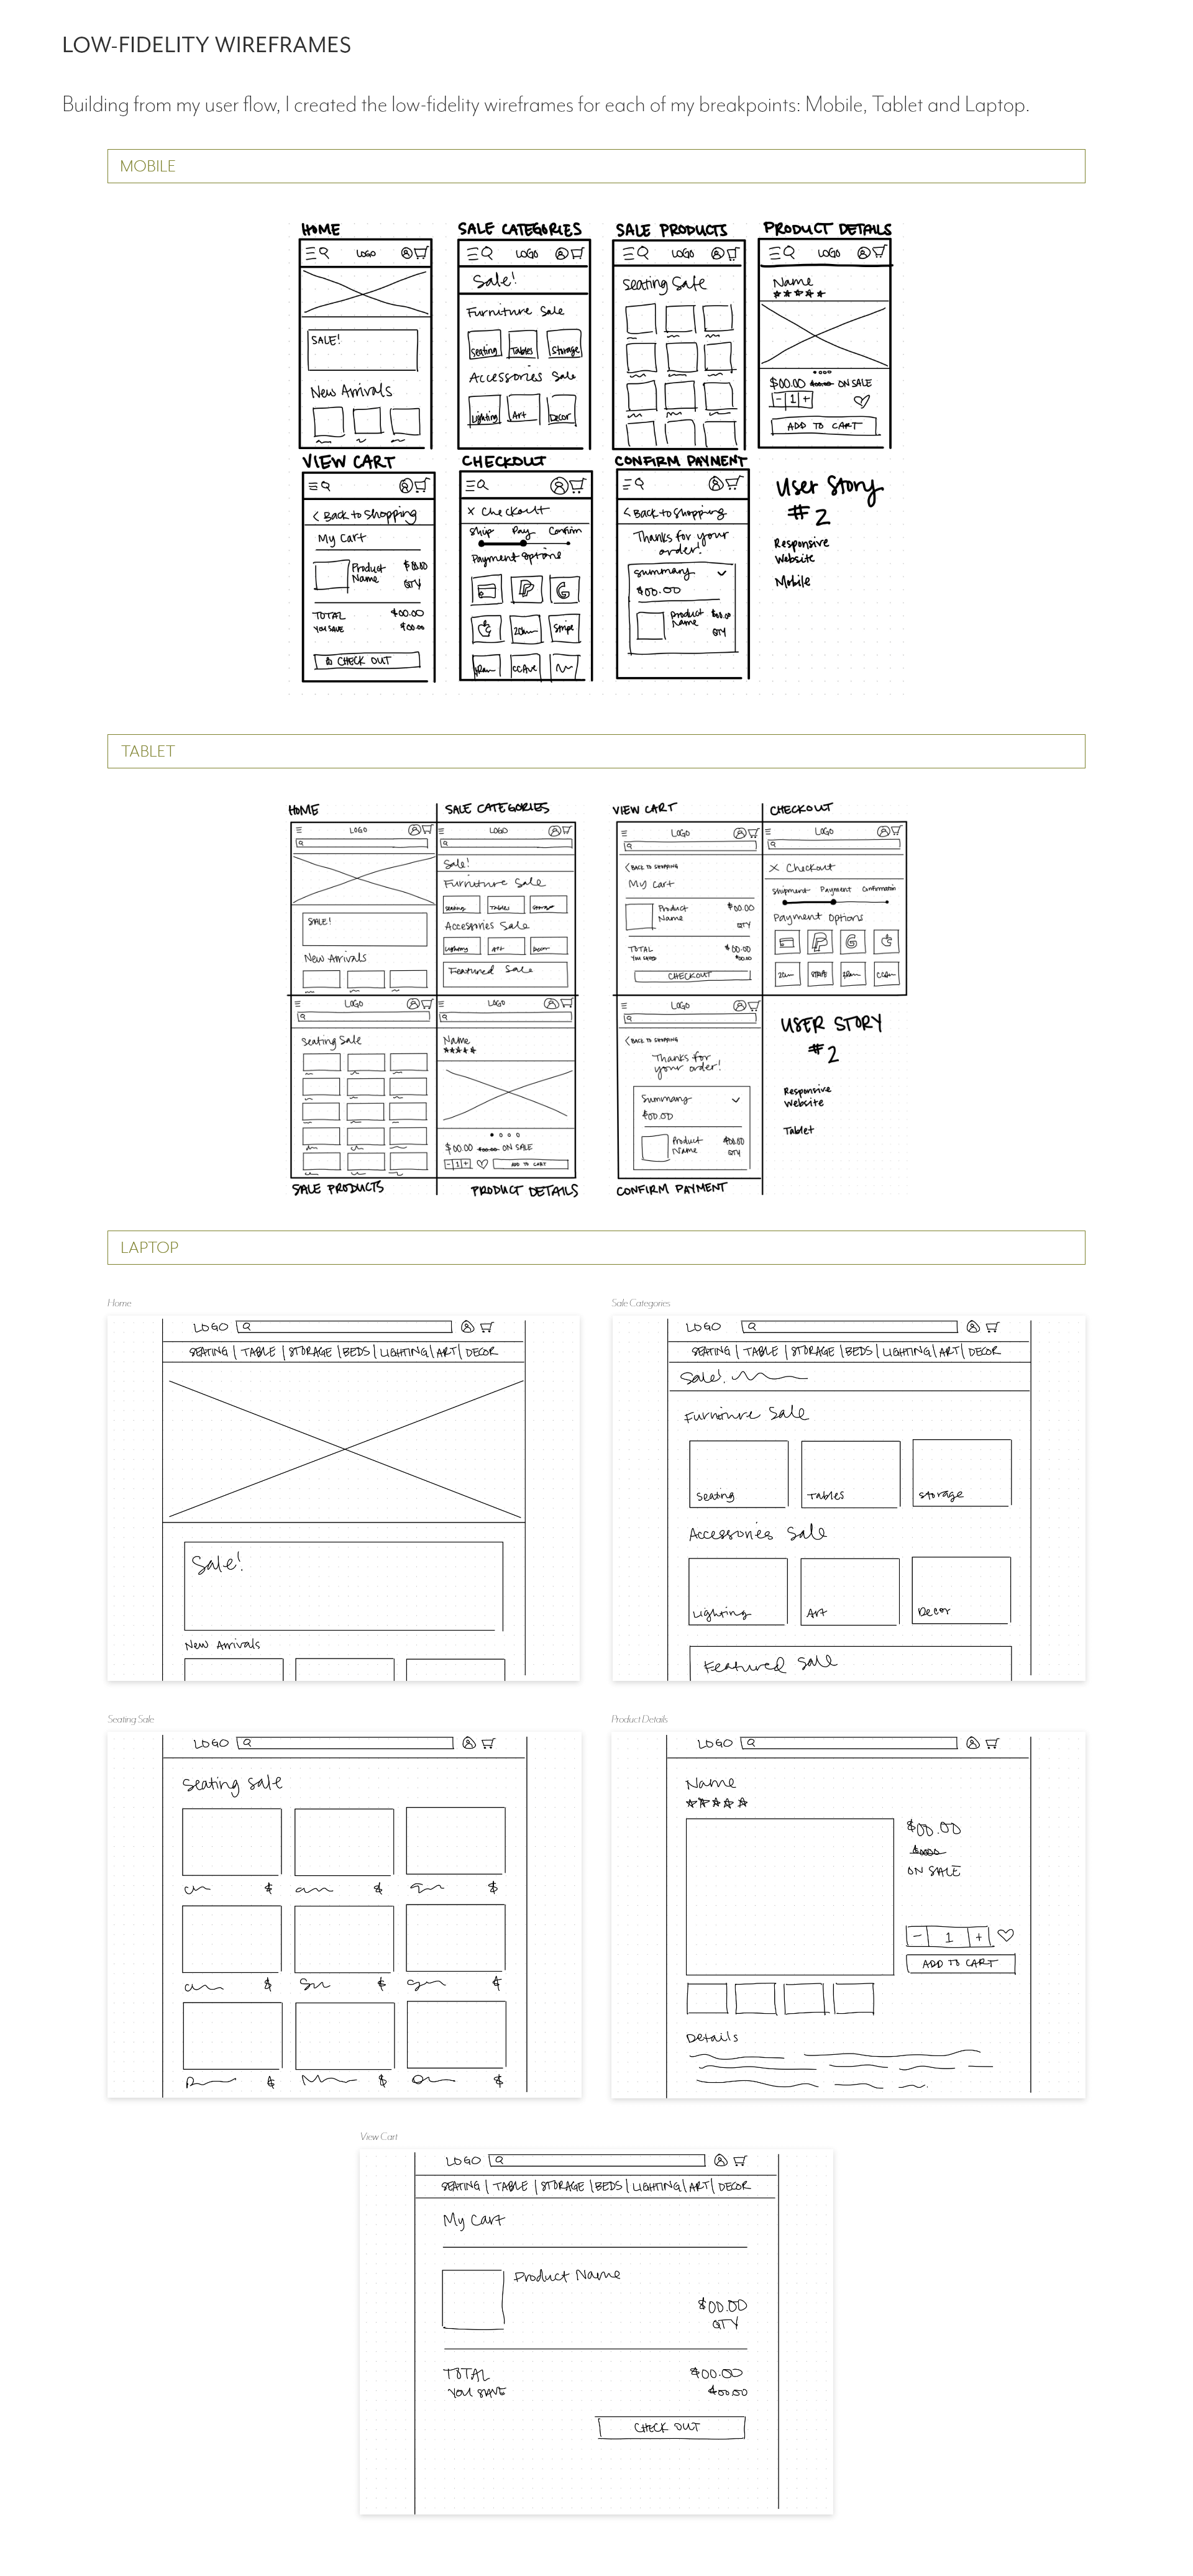 LOW-FIDELITY WIREFRAMES
Building from my user flow, I created the low-fidelity wireframes for each of my breakpoints: Mobile, Tablet and Laptop.
MOBILE
HOME
LOGO
SALE!
New Arrivals
SALE CATEGORIES
LOGO
Sale!
Furniture Sale
Seating Tables Storage
Accessories Sale
Lighting Art Decor
SALE PRODUCTS
LOGO
Seating Sale
PRODUCT DETAILS
LOGO
Name
$00.00 $00.00 ON SALE
- 1 +
ADD TO CART
VIEW CART
< Back to Shopping
My Cart
Product $00.00
Name QTY
TOTAL $00.00
YOU SAVE $00.00
CHECK OUT
CHECKOUT
X Checkout
Ship Pay Confirm
Payment Options
G
Stripe
CCAve
CONFIRM PAYMENT
< Back to Shopping
Thanks for your
order!
Summary
$00.00
Product $00.00
Name
QTY
User Story
#2
Responsive
Website
Mobile
TABLET
HOME
LOGO
SALE!
New Arrivals
SALE CATEGORIES
LOGO
Sale!
Furniture Sale
Seating Tables Storage
Accessories Sale
Lighting Art Decor
Featured Sale
LOGO
Seating Sale
SALE PRODUCTS
LOGO
Name
$00.00 $00.00 ON SALE
- 1 + ADD TO CART
PRODUCT DETAILS
VIEW CART
LOGO
< BACK TO SHOPPING
My Cart
Product $00.00
Name QTY
TOTAL $00.00
YOU SAVED $00.00
CHECKOUT
CHECKOUT
LOGO
X Checkout
Shipment Payment Confirmation
Payment Options
G
STRIPE
LOGO
< BACK TO SHOPPING
Thanks for
your order!
Summary
$00.00
Product $00.00
Name QTY
CONFIRM PAYMENT
USER STORY
#2
Responsive
Website
Tablet
LAPTOP
Home
LOGO
SEATING | TABLE | STORAGE | BEDS | LIGHTING | ART | DECOR
Sale!
New Arrivals
Sale Categories
LOGO
SEATING | TABLE | STORAGE | BEDS | LIGHTING | ART | DECOR
Sale!
Furniture Sale
Seating Tables Storage
Accessories Sale
Lighting Art Decor
Featured Sale
Seating Sale
LOGO
Seating Sale
$ $ $
$ $ $
$ $ $
Product Details
LOGO
Name
$00.00
ON SALE
- 1 +
ADD TO CART
Details
View Cart
LOGO
SEATING | TABLE | STORAGE | BEDS | LIGHTING | ART | DECOR
My Cart
Product Name
$00.00
QTY
TOTAL $00.00
YOU SAVE $00.00
CHECK OUT